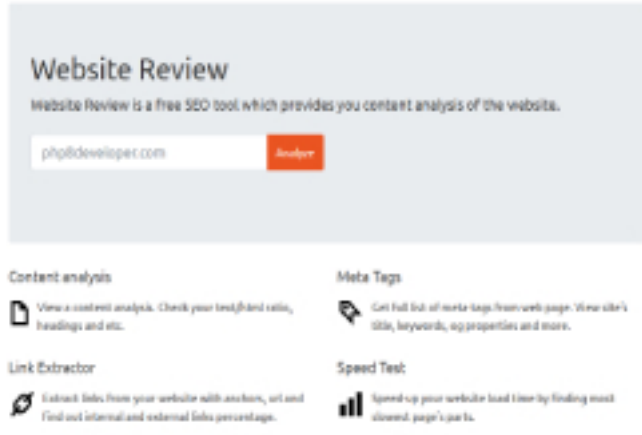 Website Review
Website Review is a free SEO tool which provides you content analysis of the website.
php8developer.com
Analyze
Content analysis
View a content analysis. Check your text/html ratio,
headings and etc.
Meta Tags
Get full list of meta-tags from web page. View site's
title, keywords, og properties and more.
Link Extractor
Extract links from your website with anchors, url and
find out internal and external links percentage.
Speed Test
Speed up your website load time by finding most
slowest page's parts.